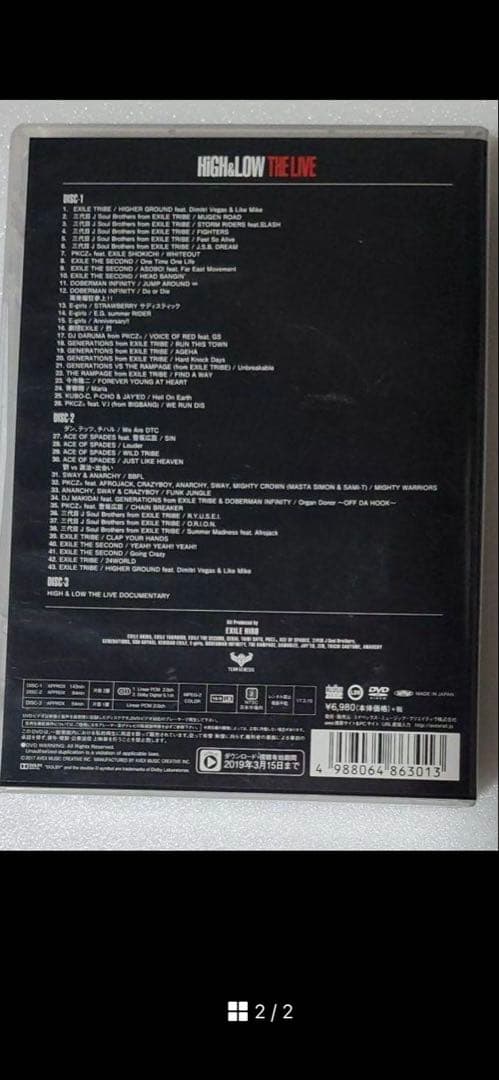 HiGH&LOW THE LIVE
DISC-1
1. EXILE TRIBE / HIGHER GROUND feat. Dimitri Vegas & Like Mike
2. 三代目 J Soul Brothers from EXILE TRIBE / MUGEN ROAD
3. 三代目 J Soul Brothers from EXILE TRIBE / STORM RIDERS feat.SLASH
4. 三代目 J Soul Brothers from EXILE TRIBE / FIGHTERS
5. 三代目 J Soul Brothers from EXILE TRIBE / Feel So Alive
6. 三代目 J Soul Brothers from EXILE TRIBE / J.S.B. DREAM
7. PKCZ® feat. EXILE SHOKICHI / WHITEOUT
8. EXILE THE SECOND / One Time One Life
9. EXILE THE SECOND / ASOBO! feat. Far East Movement
10. EXILE THE SECOND / HEAD BANGIN'
11. DOBERMAN INFINITY / JUMP AROUND ∞
12. DOBERMAN INFINITY / Do or Die
13. E-girls / STRAWBERRY サディスティック
14. E-girls / E.G. summer RIDER
15. E-girls / Anniversary!!
16. 劇団EXILE / 烈
17. DJ DARUMA from PKCZ® / VOICE OF RED feat. GS
18. GENERATIONS from EXILE TRIBE / RUN THIS TOWN
19. GENERATIONS from EXILE TRIBE / AGEHA
20. GENERATIONS from EXILE TRIBE / Hard Knock Days
21. GENERATIONS VS THE RAMPAGE (from EXILE TRIBE) / Unbreakable
22. THE RAMPAGE from EXILE TRIBE / FIND A WAY
23. 今市隆二 / FOREVER YOUNG AT HEART
24. 青柳翔 / Maria
25. KUBO-C, P-CHO & JAY'ED / Hell On Earth
26. PKCZ® feat. V.I (from BIGBANG) / WE RUN DIS
DISC-2
ダン、テッツ、チハル / We Are DTC
27. ACE OF SPADES feat. 登坂広臣 / SIN
28. ACE OF SPADES / Louder
29. ACE OF SPADES / WILD TRIBE
30. ACE OF SPADES / JUST LIKE HEAVEN
31. SWAY & ANARCHY / BBFL
32. PKCZ® feat. AFROJACK, CRAZYBOY, ANARCHY, SWAY, MIGHTY CROWN (MASTA SIMON & SAMI-T) / MIGHTY WARRIORS
33. ANARCHY, SWAY & CRAZYBOY / FUNK JUNGLE
34. DJ MAKIDAI feat. GENERATIONS from EXILE TRIBE & DOBERMAN INFINITY / Organ Donor ～OFF DA HOOK～
35. PKCZ® feat. 登坂広臣 / CHAIN BREAKER
36. 三代目 J Soul Brothers from EXILE TRIBE / R.Y.U.S.E.I.
37. 三代目 J Soul Brothers from EXILE TRIBE / O.R.I.O.N.
38. 三代目 J Soul Brothers from EXILE TRIBE / Summer Madness feat. Afrojack
39. EXILE TRIBE / CLAP YOUR HANDS
40. EXILE THE SECOND / YEAH!! YEAH!! YEAH!!
41. EXILE THE SECOND / Going Crazy
42. EXILE TRIBE / 24WORLD
43. EXILE TRIBE / HIGHER GROUND feat. Dimitri Vegas & Like Mike
DISC-3
HiGH & LOW THE LIVE DOCUMENTARY
All Produced by
EXILE HIRO
TEAM GENESIS
MADE IN JAPAN
¥6,980(本体価格)+税
ダウンロード・視聴有効期間
2019年3月15日まで
4 988064 863013
2 / 2